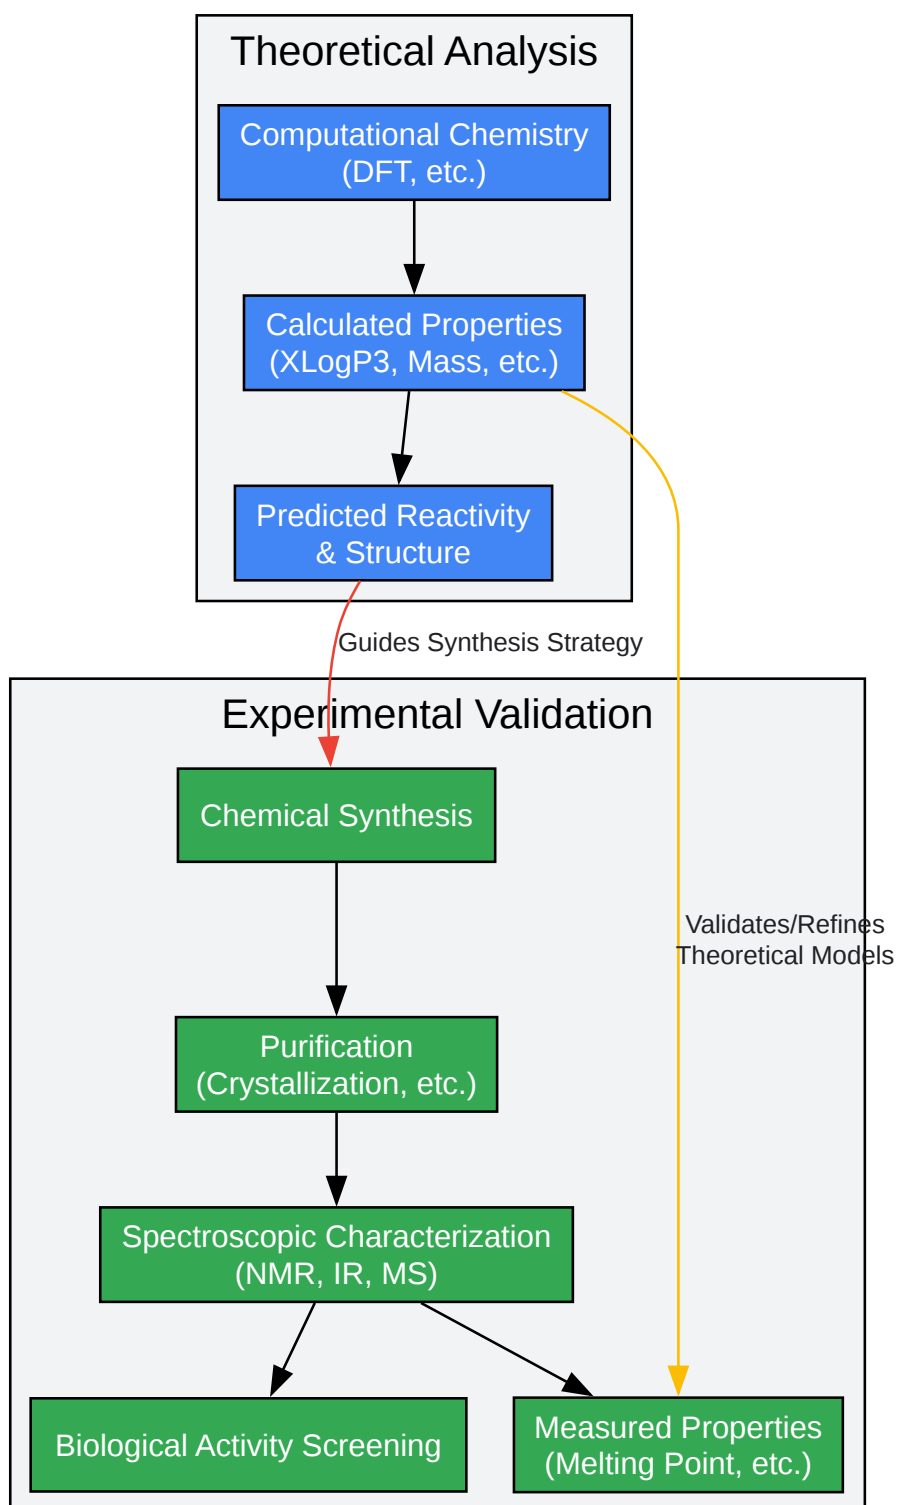 Theoretical Analysis
Computational Chemistry
(DFT, etc.)
Calculated Properties
(XLogP3, Mass, etc.)
Predicted Reactivity
& Structure
Guides Synthesis Strategy
Experimental Validation
Chemical Synthesis
Validates/Refines
Theoretical Models
Purification
(Crystallization, etc.)
Spectroscopic Characterization
(NMR, IR, MS)
Biological Activity Screening
Measured Properties
(Melting Point, etc.)